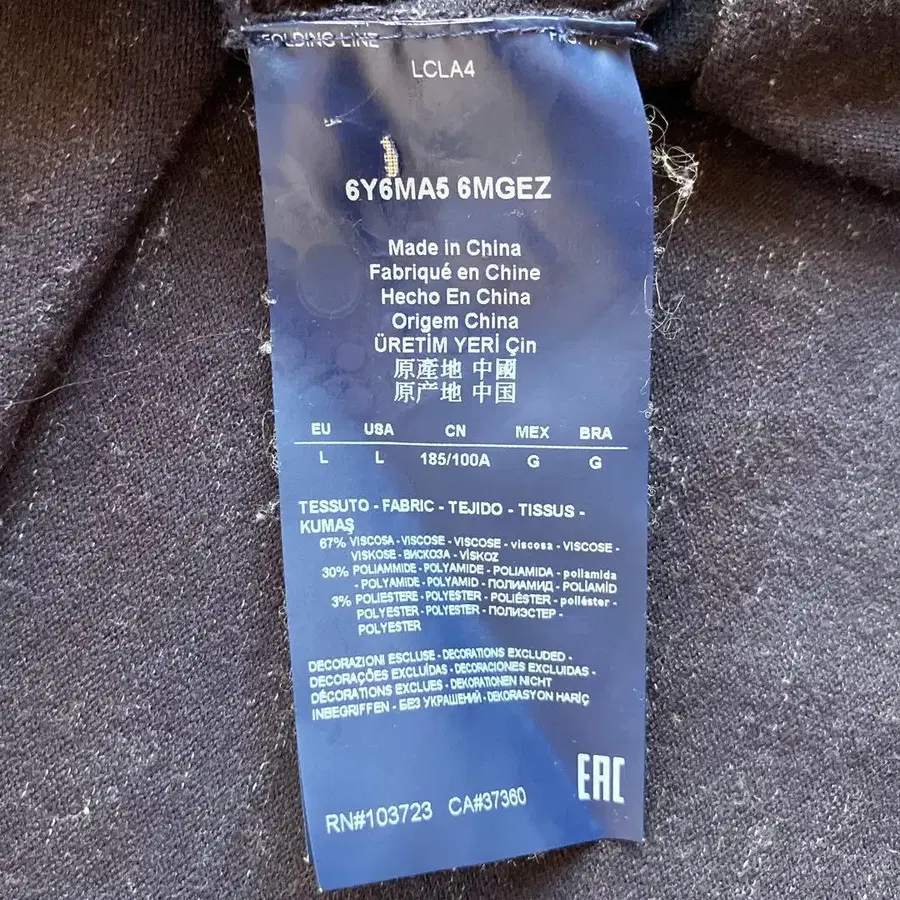 FOLDING LINE
LCLA4
6Y6MA5 6MGEZ
Made in China
Fabriqué en Chine
Hecho En China
Origem China
ÜRETİM YERİ Çin
原產地 中國
原产地 中国
EU USA CN MEX BRA
L L 185/100A G G
TESSUTO - FABRIC - TEJIDO - TISSUS -
KUMAŞ
67% VISCOSA - VISCOSE - VISCOSE - viscosa - VISCOSE -
VISKOSE - ВИСКОЗА - VİSKOZ
30% POLIAMMIDE - POLYAMIDE - POLIAMIDA - poliamida
- POLYAMIDE - POLYAMID - ПОЛИАМИД - POLİAMİD
3% POLIESTERE - POLYESTER - POLIÉSTER - poliéster -
POLYESTER - POLYESTER - ПОЛИЭСТЕР -
POLYESTER
DECORAZIONI ESCLUSE - DECORATIONS EXCLUDED -
DECORAÇÕES EXCLUÍDAS - DECORACIONES EXCLUIDAS -
DÉCORATIONS EXCLUES - DEKORATIONEN NICHT
INBEGRIFFEN - БЕЗ УКРАШЕНИЙ - DEKORASYON HARİÇ
EAC
RN#103723 CA#37360